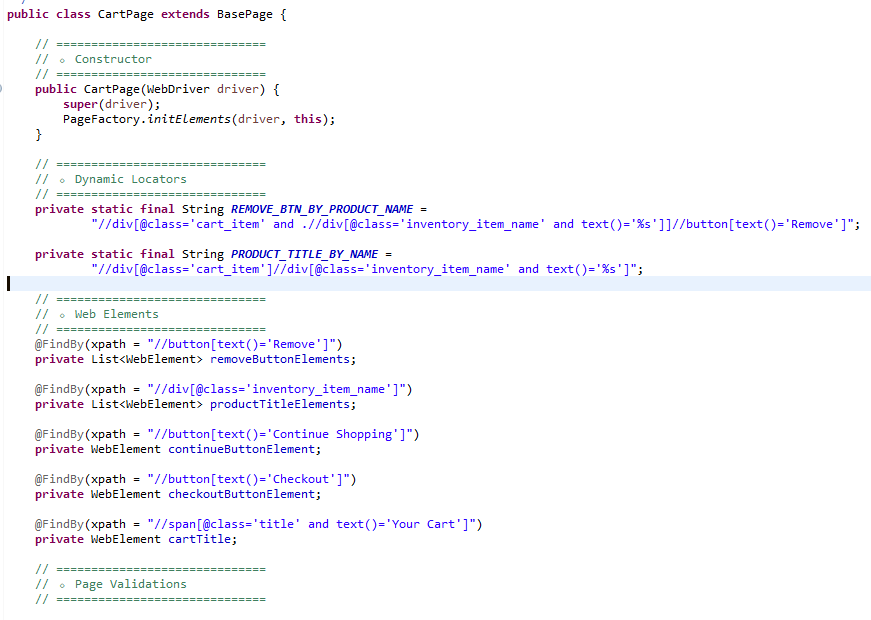 public class CartPage extends BasePage {
// ==============================
// ⬦ Constructor
// ==============================
public CartPage(WebDriver driver) {
super(driver);
PageFactory.initElements(driver, this);
}
// ==============================
// ⬦ Dynamic Locators
// ==============================
private static final String REMOVE_BTN_BY_PRODUCT_NAME =
"//div[@class='cart_item' and .//div[@class='inventory_item_name' and text()='%s']]//button[text()='Remove']";
private static final String PRODUCT_TITLE_BY_NAME =
"//div[@class='cart_item']//div[@class='inventory_item_name' and text()='%s']";
// ==============================
// ⬦ Web Elements
// ==============================
@FindBy(xpath = "//button[text()='Remove']")
private List<WebElement> removeButtonElements;
@FindBy(xpath = "//div[@class='inventory_item_name']")
private List<WebElement> productTitleElements;
@FindBy(xpath = "//button[text()='Continue Shopping']")
private WebElement continueButtonElement;
@FindBy(xpath = "//button[text()='Checkout']")
private WebElement checkoutButtonElement;
@FindBy(xpath = "//span[@class='title' and text()='Your Cart']")
private WebElement cartTitle;
// ==============================
// ⬦ Page Validations
// ==============================